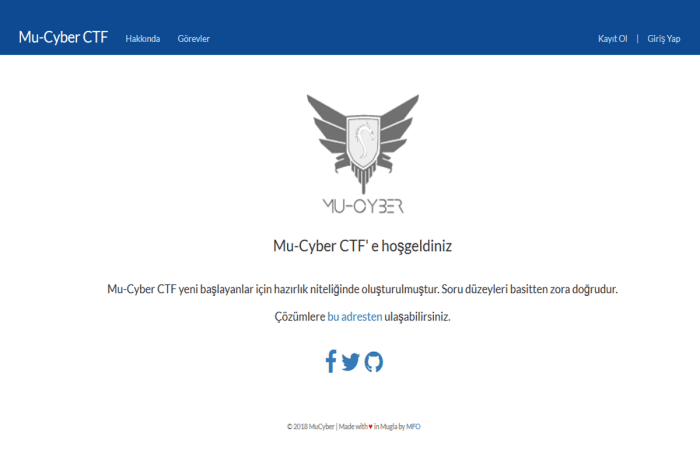 Mu-Cyber CTF Hakkında Görevler Kayıt Ol | Giriş Yap
MU-CYBER
Mu-Cyber CTF' e hoşgeldiniz
Mu-Cyber CTF yeni başlayanlar için hazırlık niteliğinde oluşturulmuştur. Soru düzeyleri basitten zora doğrudur.
Çözümlere bu adresten ulaşabilirsiniz.
© 2018 MuCyber | Made with ♥ in Mugla by MFO